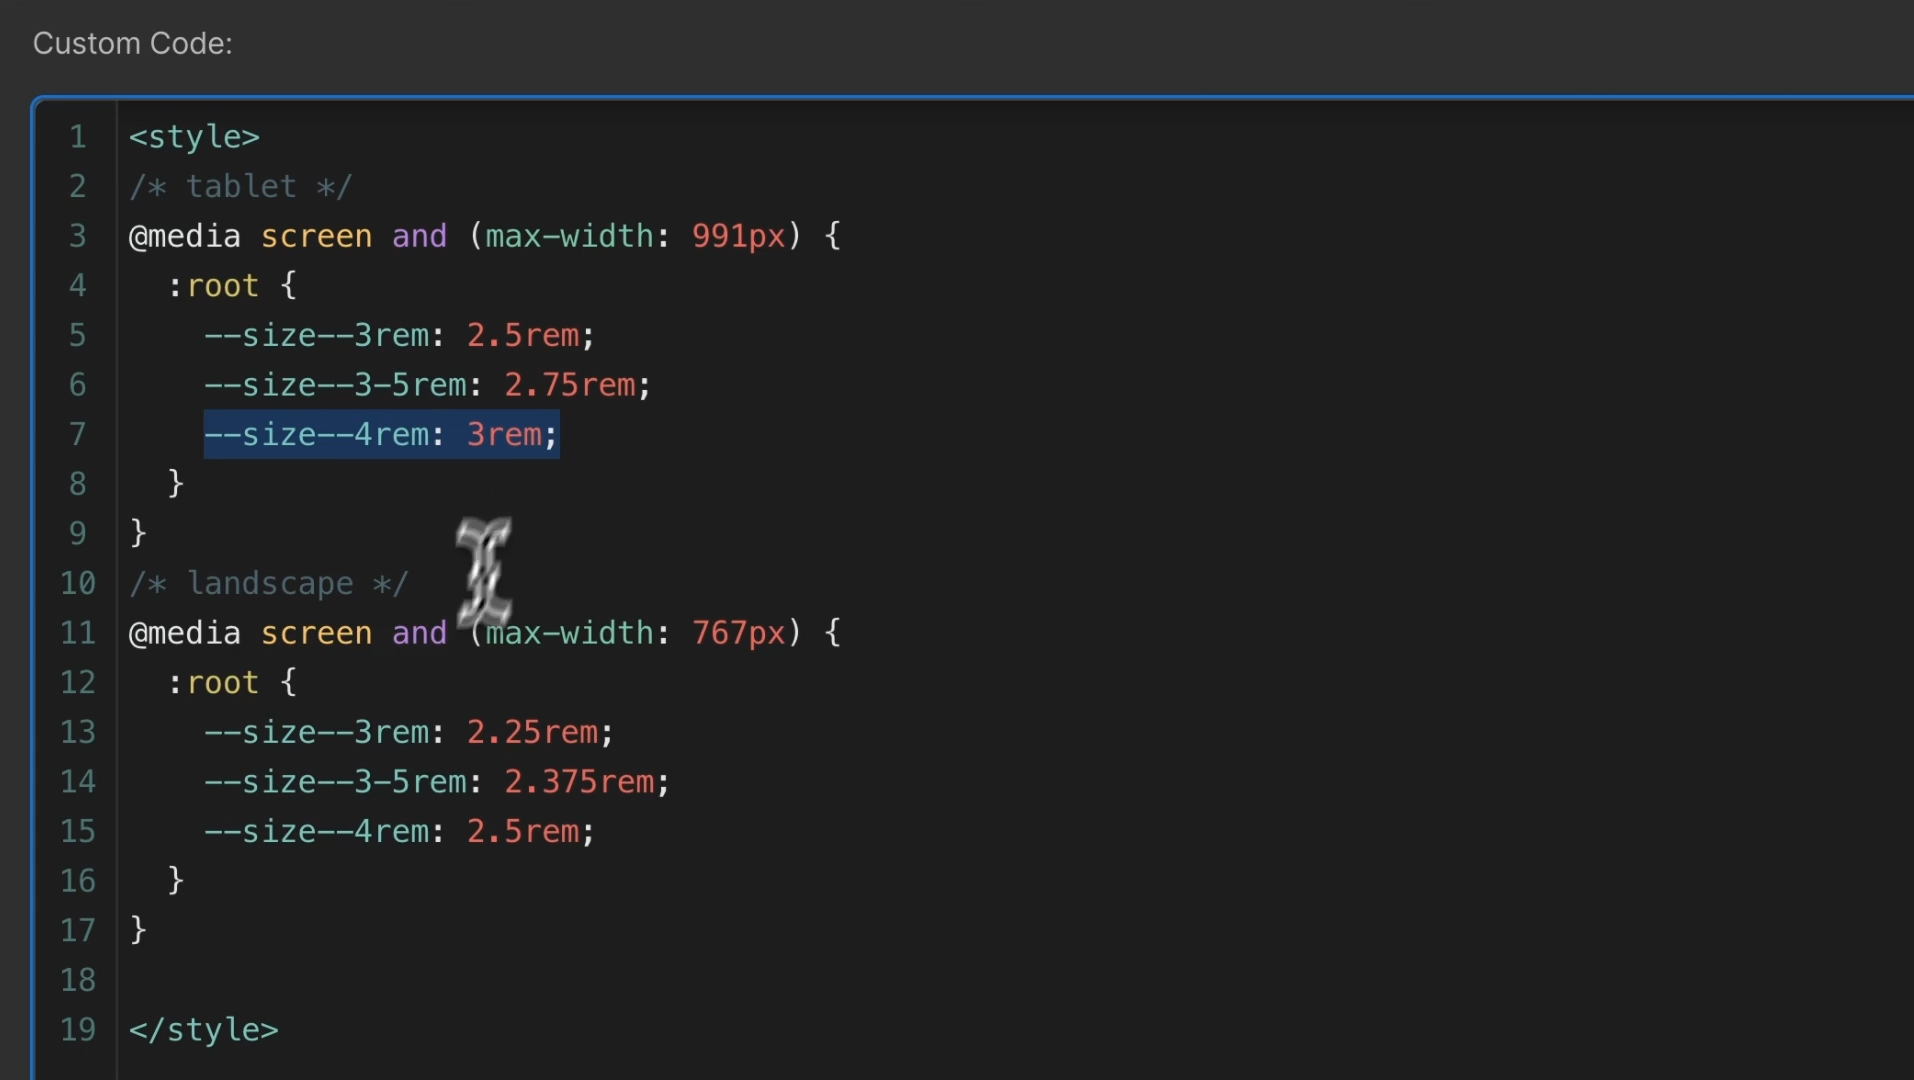 Custom Code:
1 <style>
2 /* tablet */
3 @media screen and (max-width: 991px) {
4 :root {
5 --size--3rem: 2.5rem;
6 --size--3-5rem: 2.75rem;
7 --size--4rem: 3rem;
8 }
9 }
10 /* landscape */
11 @media screen and (max-width: 767px) {
12 :root {
13 --size--3rem: 2.25rem;
14 --size--3-5rem: 2.375rem;
15 --size--4rem: 2.5rem;
16 }
17 }
18
19 </style>